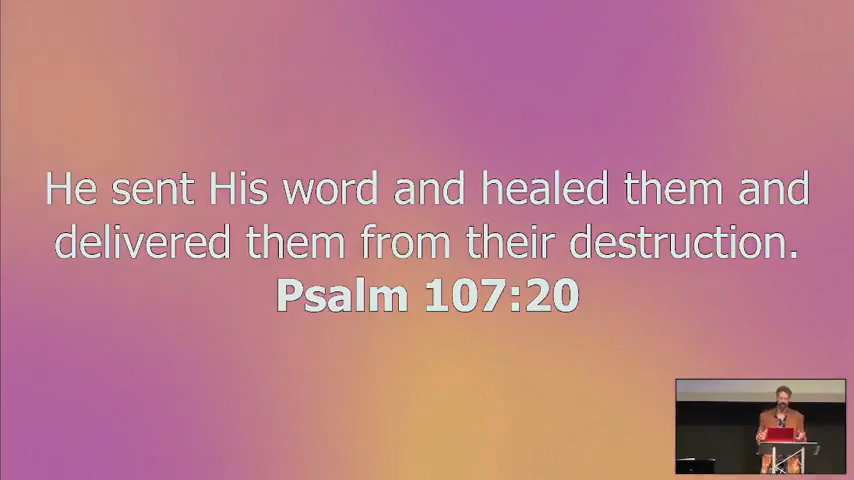 He sent His word and healed them and
delivered them from their destruction.
Psalm 107:20